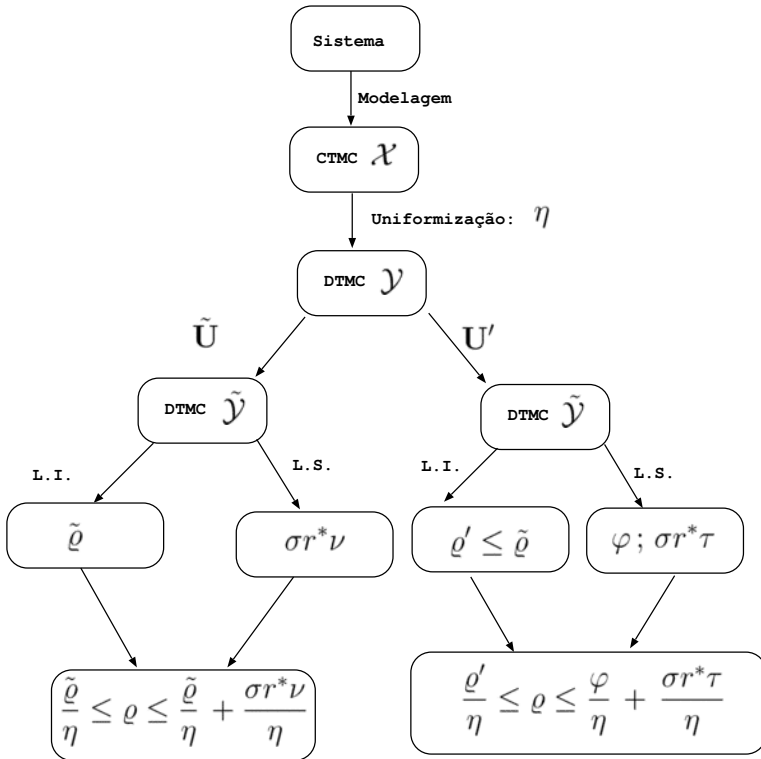 Sistema
Modelagem
CTMC 𝒳
Uniformização: η
DTMC 𝒴
Ũ
U′
DTMC 𝒴̃
DTMC 𝒴̃
L.I.
L.S.
L.I.
L.S.
ϱ̃
σr*ν
ϱ′ ≤ ϱ̃
φ ; σr*τ
ϱ̃/η ≤ ϱ ≤ ϱ̃/η + σr*ν/η
ϱ′/η ≤ ϱ ≤ φ/η + σr*τ/η